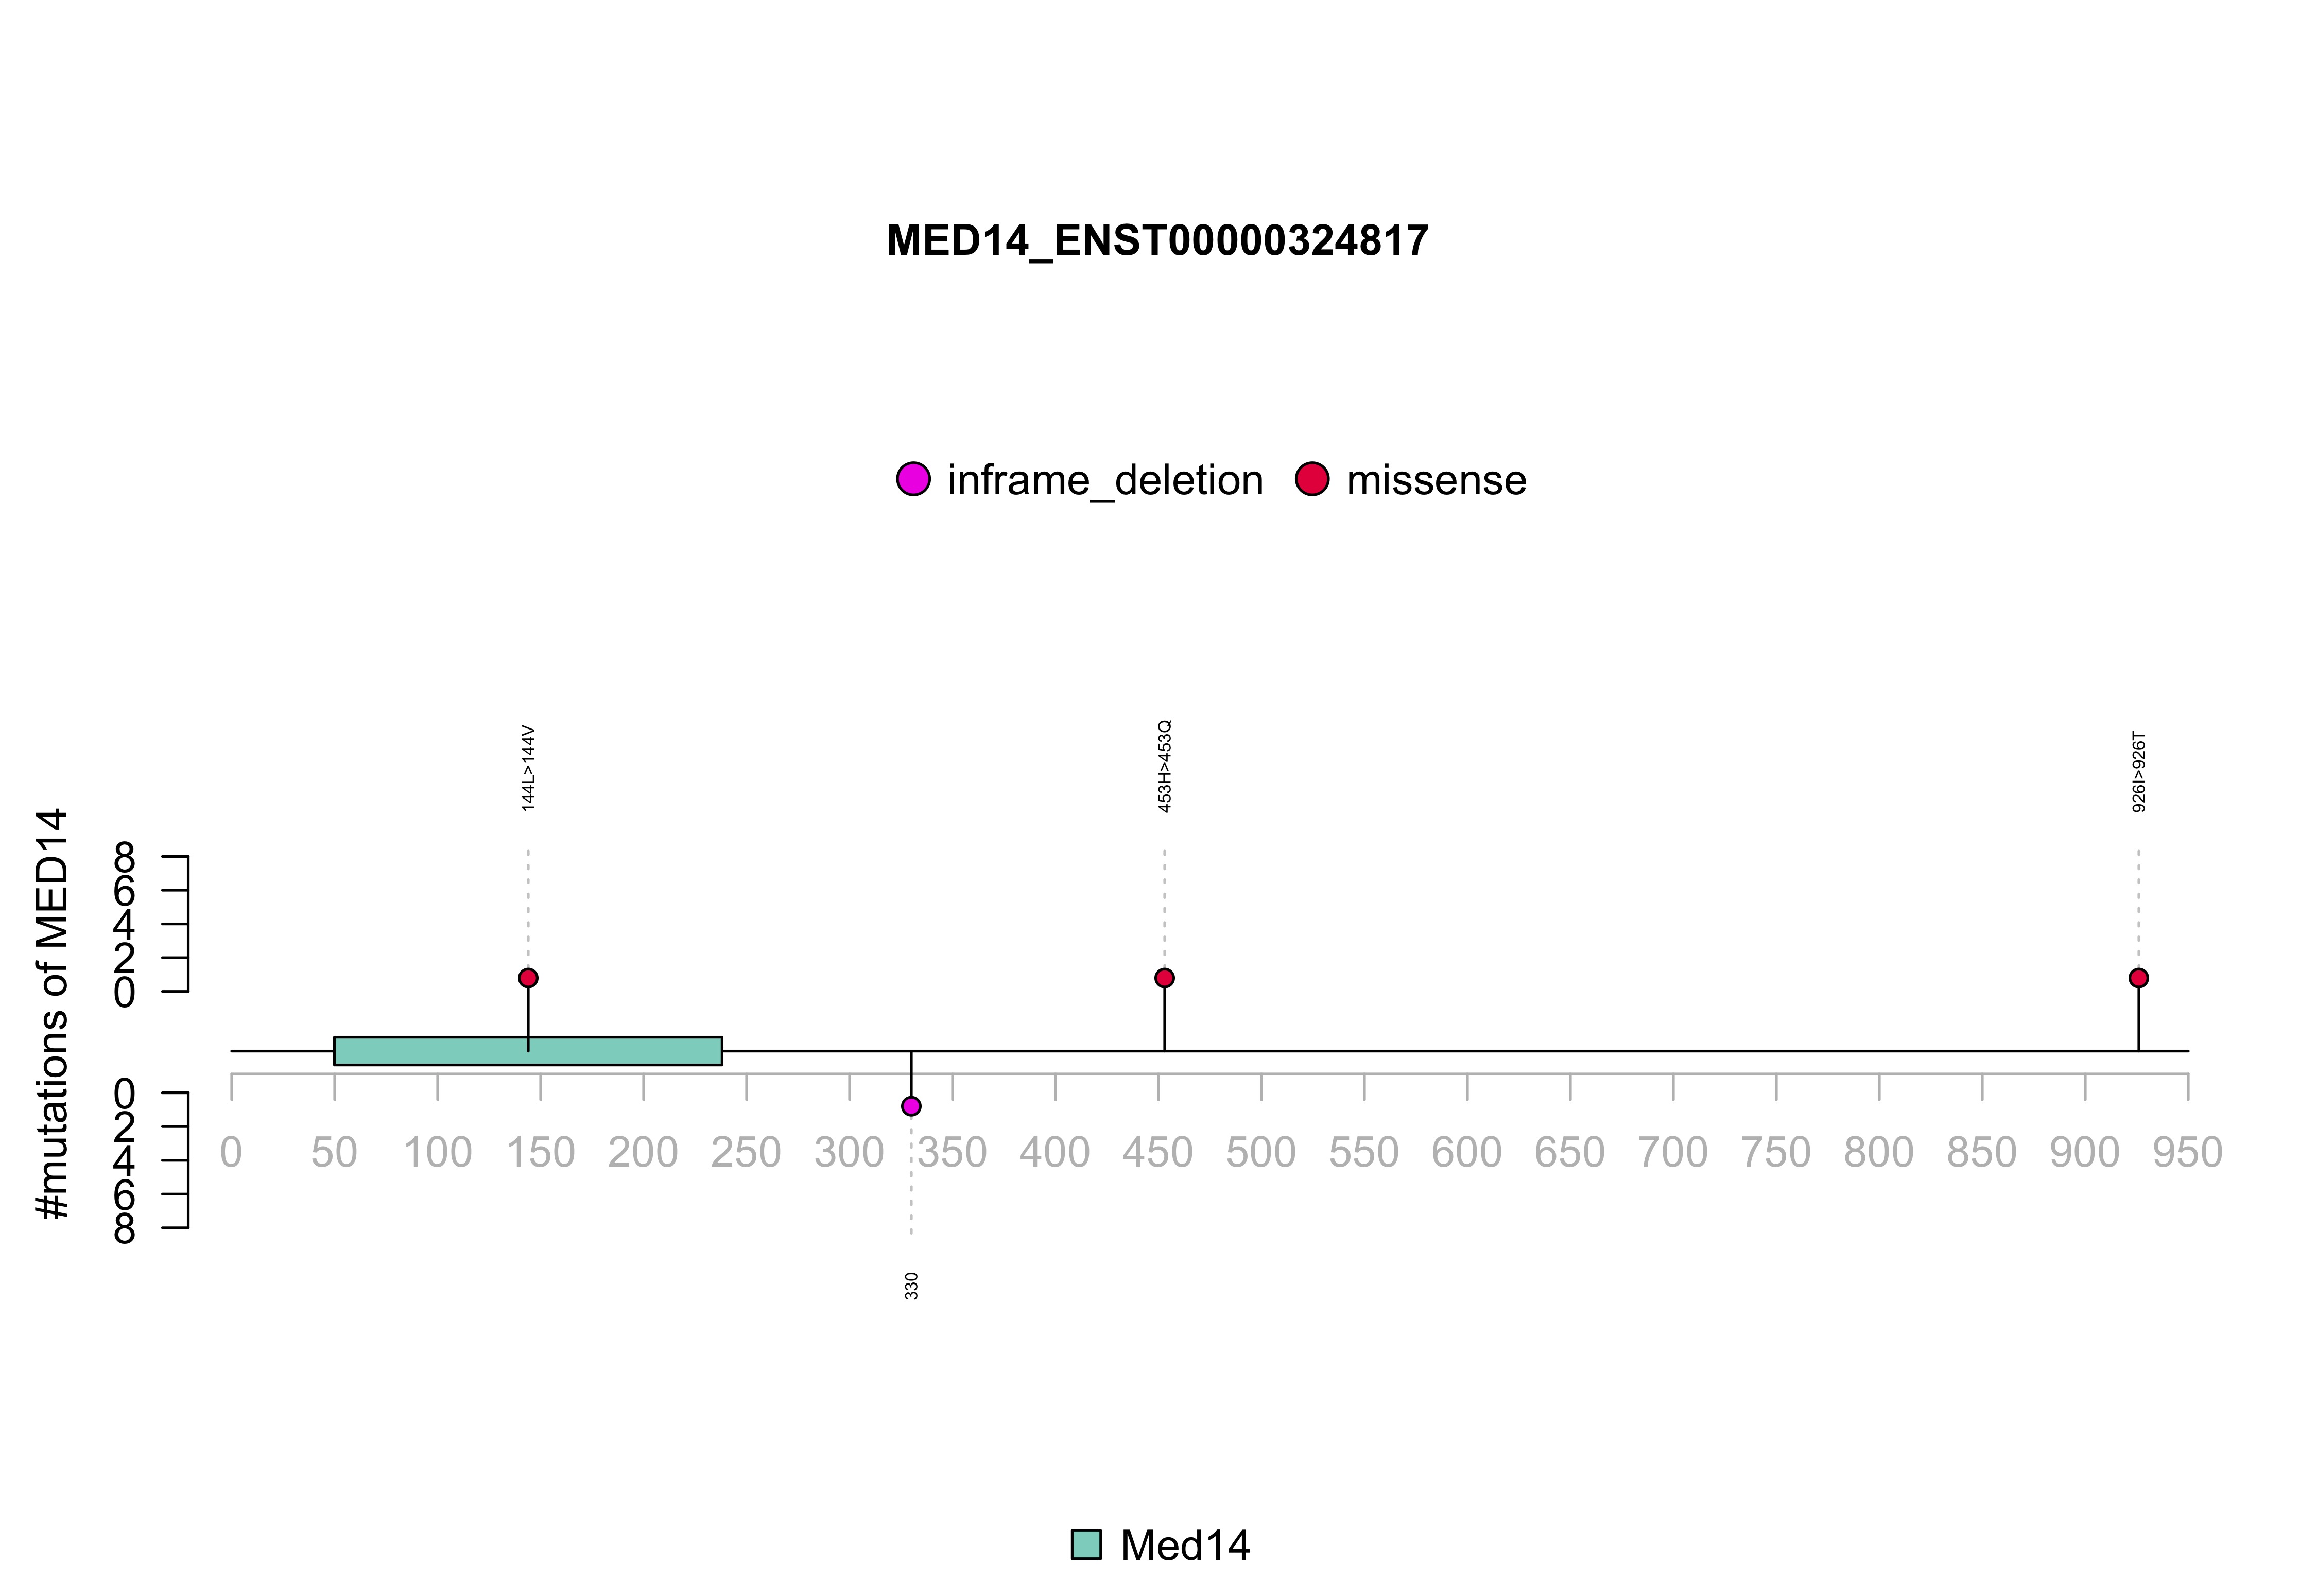 MED14_ENST00000324817
inframe_deletion missense
144L>144V
453H>453Q
926I>926T
#mutations of MED14
8
6
4
2
0
0
2
4
6
8
0 50 100 150 200 250 300 350 400 450 500 550 600 650 700 750 800 850 900 950
330
Med14